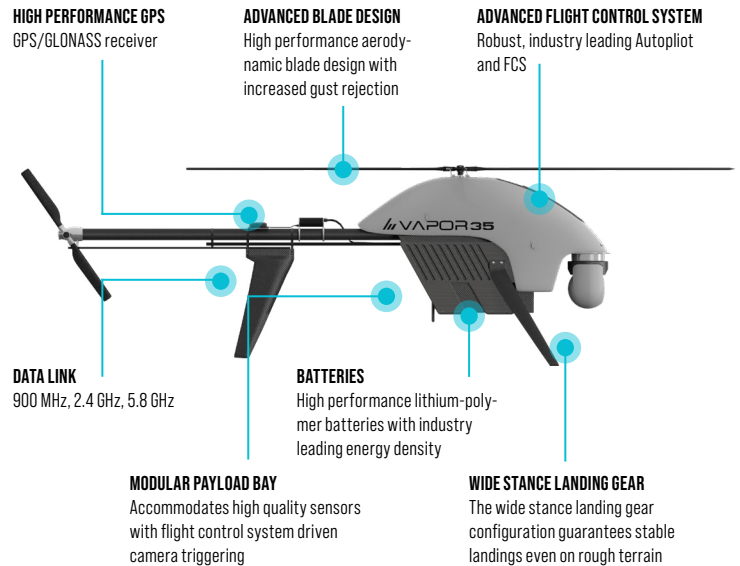 HIGH PERFORMANCE GPS
GPS/GLONASS receiver
ADVANCED BLADE DESIGN
High performance aerody-
namic blade design with
increased gust rejection
ADVANCED FLIGHT CONTROL SYSTEM
Robust, industry leading Autopliot
and FCS
VAPOR35
DATA LINK
900 MHz, 2.4 GHz, 5.8 GHz
BATTERIES
High performance lithium-poly-
mer batteries with industry
leading energy density
MODULAR PAYLOAD BAY
Accommodates high quality sensors
with flight control system driven
camera triggering
WIDE STANCE LANDING GEAR
The wide stance landing gear
configuration guarantees stable
landings even on rough terrain